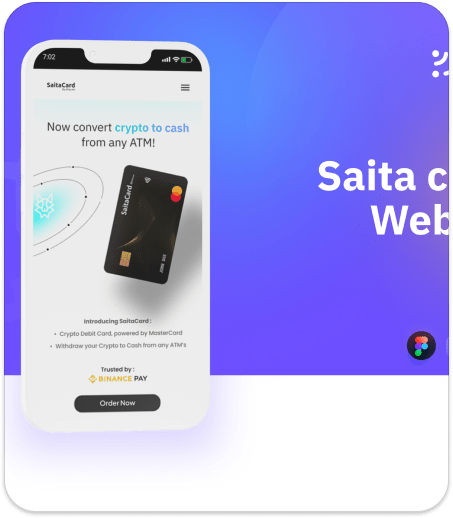 7:02
SaitaCard
Now convert crypto to cash
from any ATM!
SaitaCard
Introducing SaitaCard :
• Crypto Debit Card, powered by MasterCard
• Withdraw your Crypto to Cash from any ATM's
Trusted by :
BINANCE PAY
Order Now
Saita c
Web